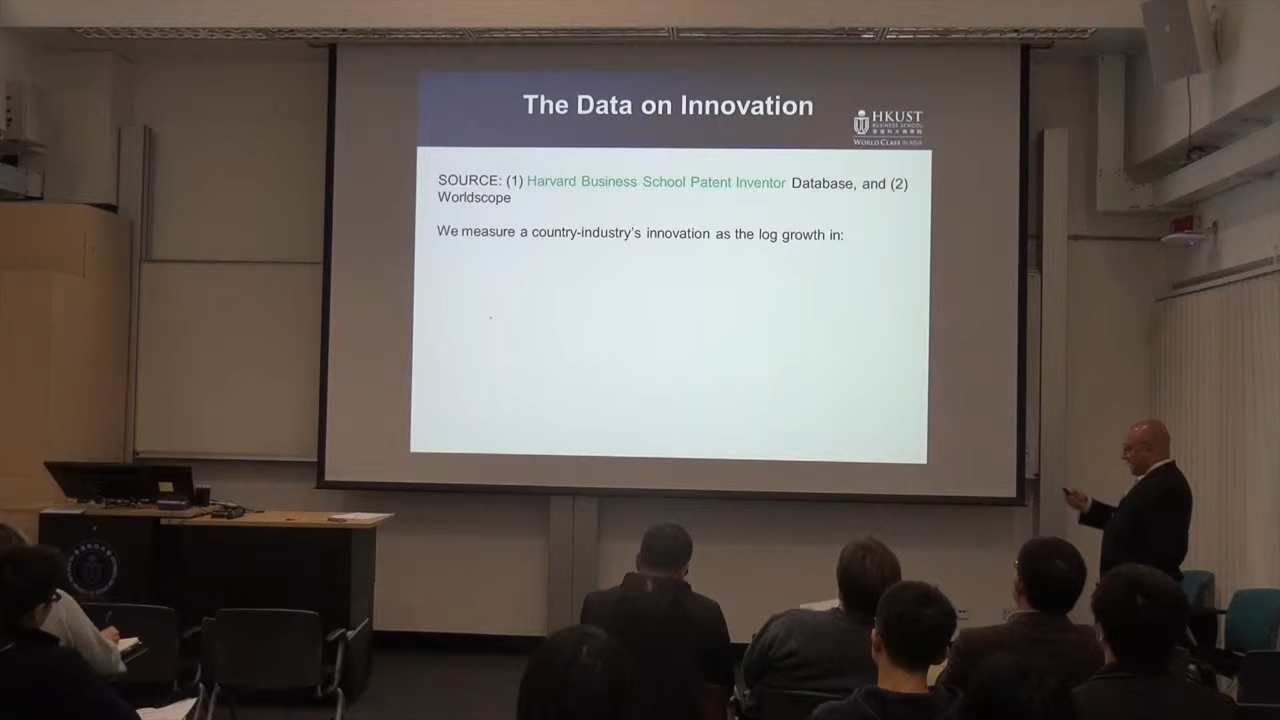 The Data on Innovation
HKUST
BUSINESS SCHOOL
WORLD CLASS IN ASIA
SOURCE: (1) Harvard Business School Patent Inventor Database, and (2)
Worldscope
We measure a country-industry's innovation as the log growth in: